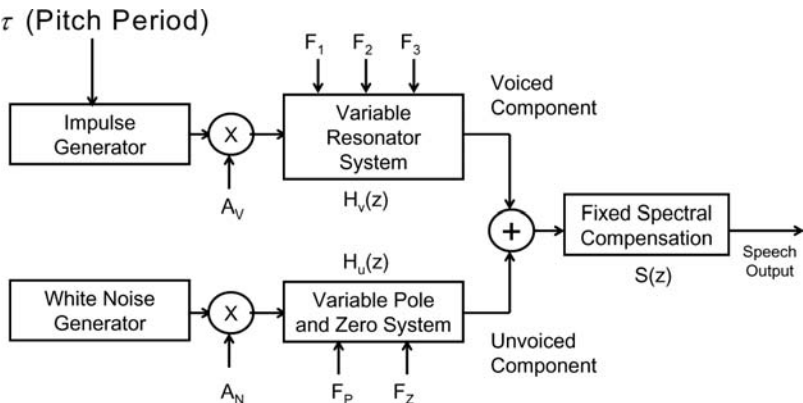 τ (Pitch Period)
F1 F2 F3
Voiced
Component
Impulse
Generator
X
Variable
Resonator
System
AV
Hv(z)
+
Fixed Spectral
Compensation
Speech
Output
S(z)
Hu(z)
White Noise
Generator
X
Variable Pole
and Zero System
Unvoiced
Component
AN
FP
FZ